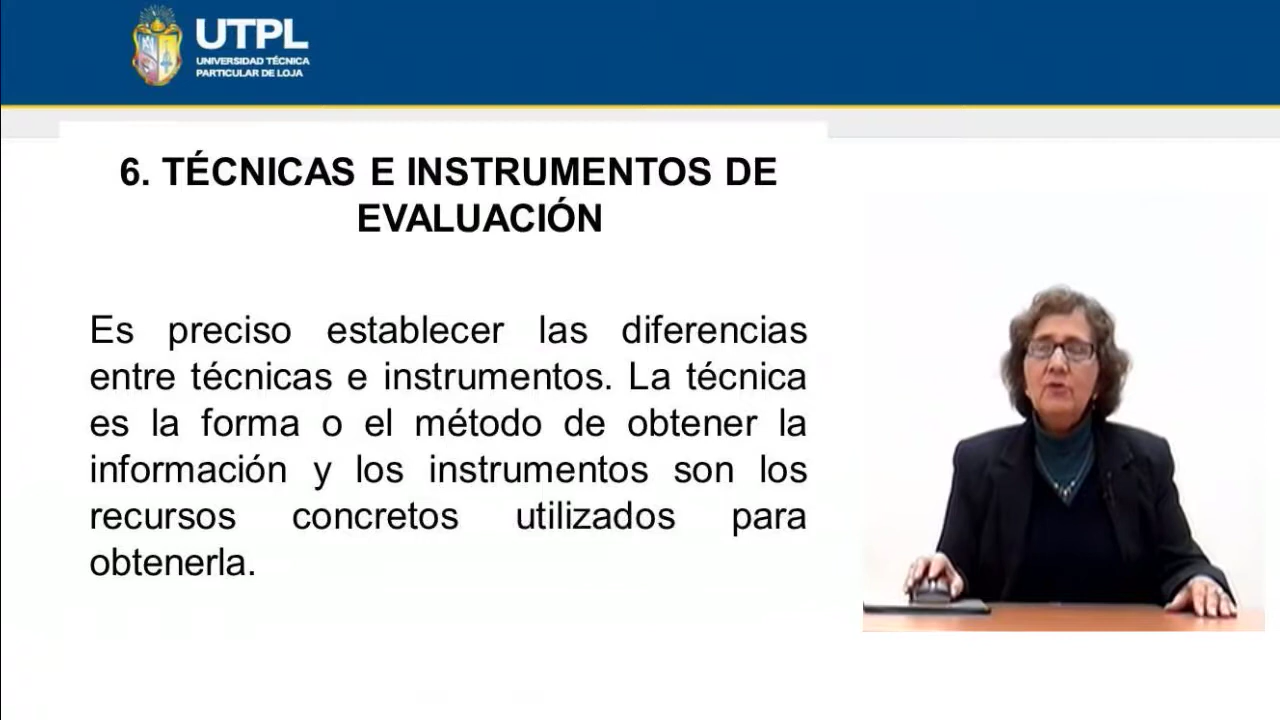 UTPL
UNIVERSIDAD TÉCNICA
PARTICULAR DE LOJA
6. TÉCNICAS E INSTRUMENTOS DE
EVALUACIÓN
Es preciso establecer las diferencias
entre técnicas e instrumentos. La técnica
es la forma o el método de obtener la
información y los instrumentos son los
recursos concretos utilizados para
obtenerla.